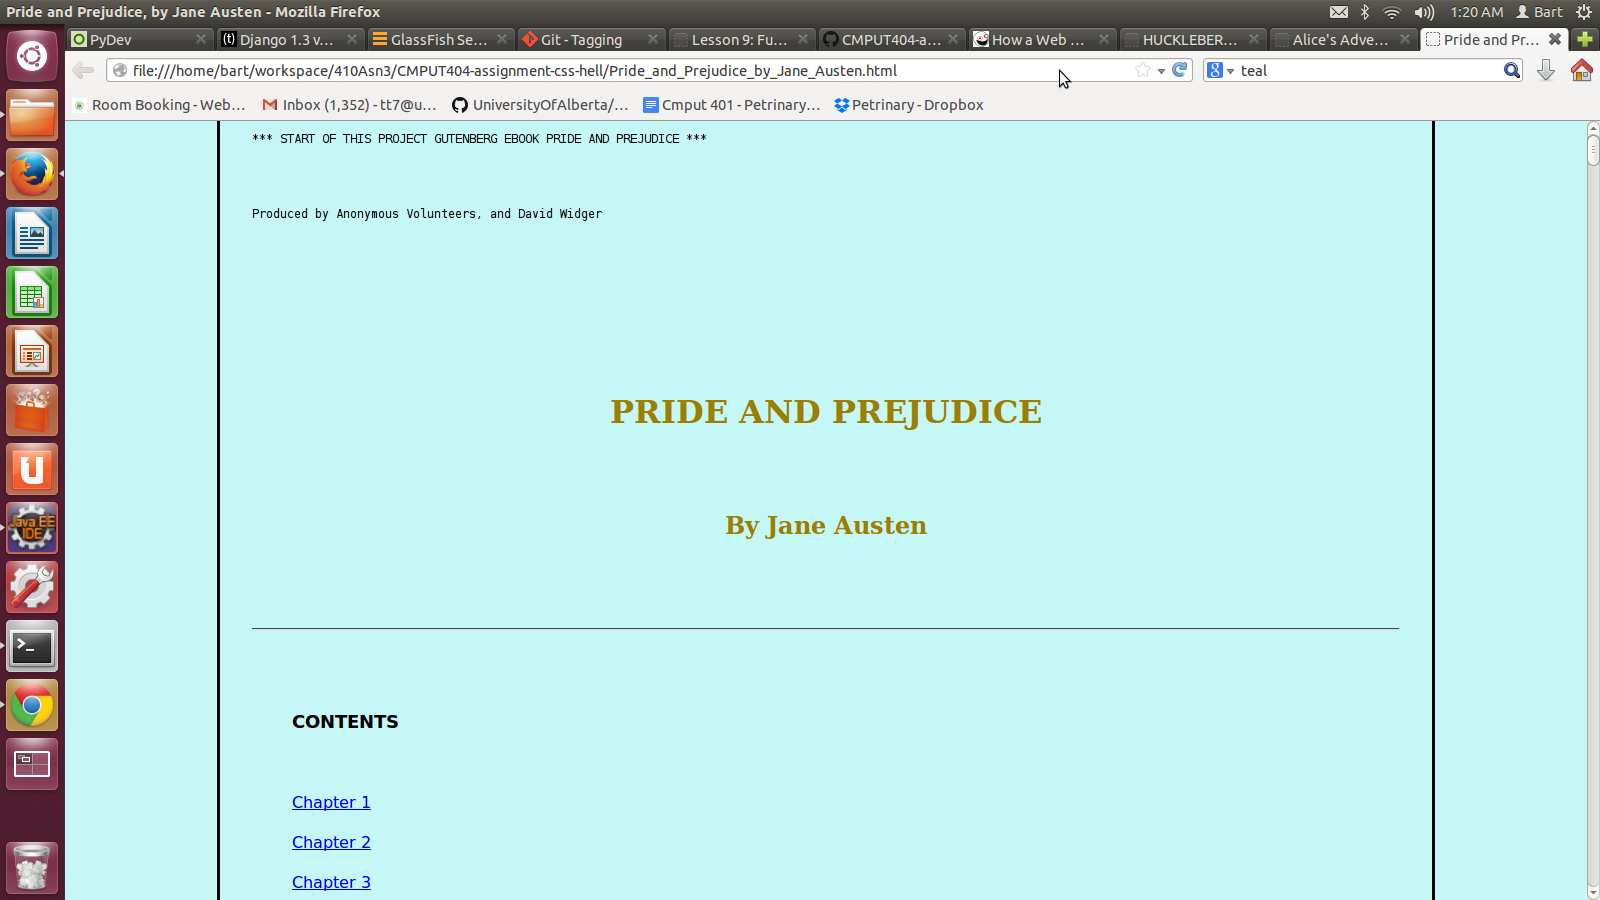 Pride and Prejudice, by Jane Austen - Mozilla Firefox
1:20 AM
Bart
PyDev
Django 1.3 v...
GlassFish Se...
Git - Tagging
Lesson 9: Fu...
CMPUT404-a...
How a Web ...
HUCKLEBER...
Alice's Adve...
Pride and Pr...
file:///home/bart/workspace/410Asn3/CMPUT404-assignment-css-hell/Pride_and_Prejudice_by_Jane_Austen.html
teal
Room Booking - Web...
Inbox (1,352) - tt7@u...
UniversityOfAlberta/...
Cmput 401 - Petrinary...
Petrinary - Dropbox
*** START OF THIS PROJECT GUTENBERG EBOOK PRIDE AND PREJUDICE ***
Produced by Anonymous Volunteers, and David Widger
PRIDE AND PREJUDICE
By Jane Austen
Java EE
IDE
CONTENTS
Chapter 1
Chapter 2
Chapter 3